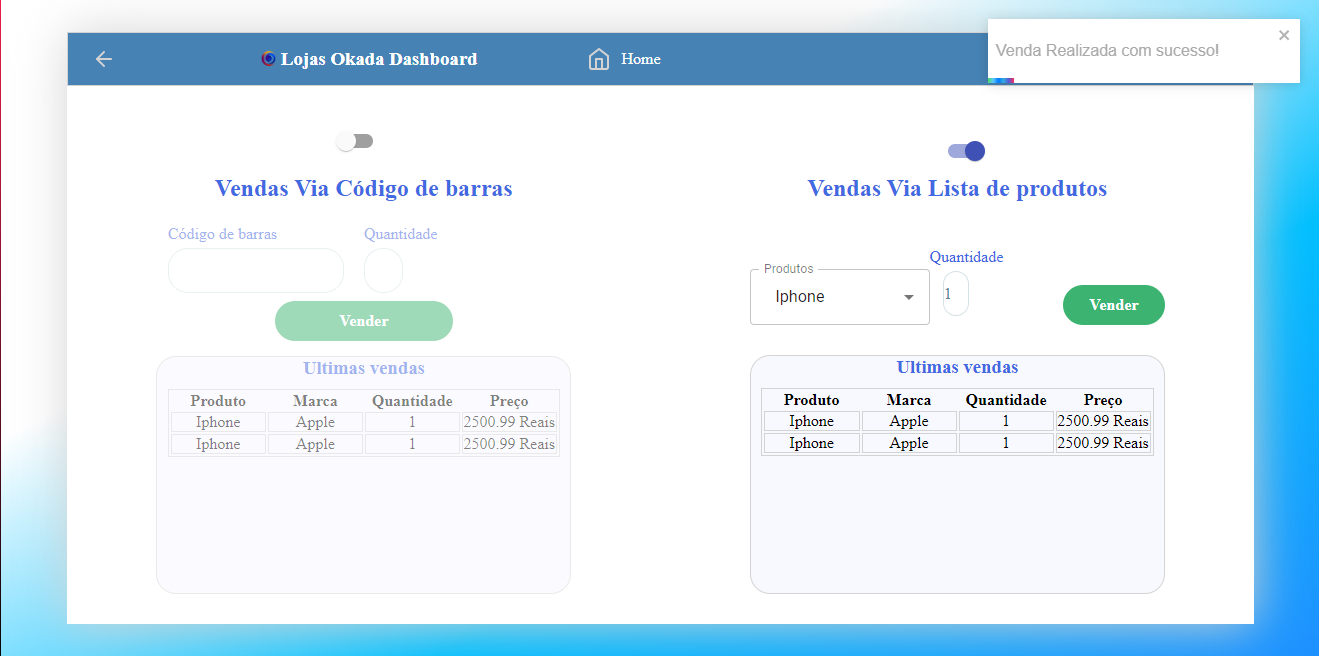 Lojas Okada Dashboard
Home
Venda Realizada com sucesso!
Vendas Via Código de barras
Código de barras
Quantidade
Vender
Ultimas vendas
Produto Marca Quantidade Preço
Iphone Apple 1 2500.99 Reais
Iphone Apple 1 2500.99 Reais
Vendas Via Lista de produtos
Produtos
Iphone
Quantidade
1
Vender
Ultimas vendas
Produto Marca Quantidade Preço
Iphone Apple 1 2500.99 Reais
Iphone Apple 1 2500.99 Reais